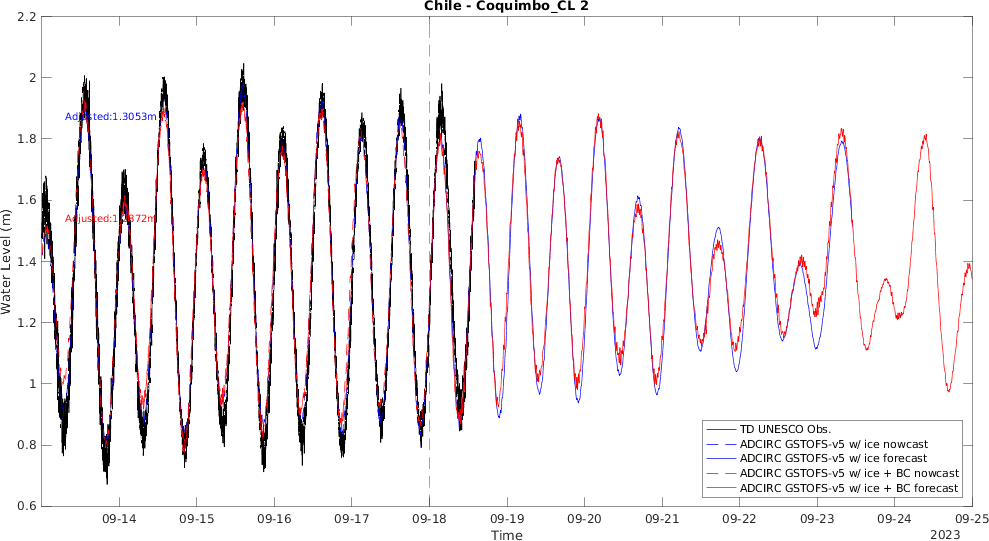 Chile - Coquimbo_CL 2
2.2
2
1.8
1.6
1.4
1.2
1
0.8
0.6
Water Level (m)
Adjusted:1.3053m
TD UNESCO Obs.
ADCIRC GSTOFS-v5 w/ ice nowcast
ADCIRC GSTOFS-v5 w/ ice forecast
ADCIRC GSTOFS-v5 w/ ice + BC nowcast
ADCIRC GSTOFS-v5 w/ ice + BC forecast
09-14 09-15 09-16 09-17 09-18 09-19 09-20 09-21 09-22 09-23 09-24 09-25
Time
2023